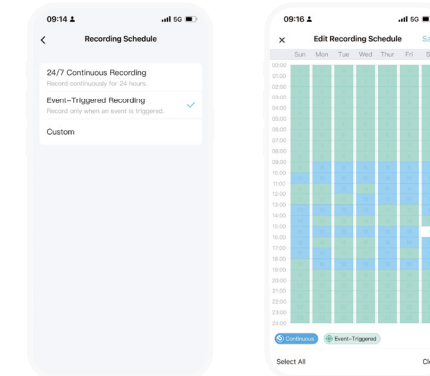 09:14
5G
Recording Schedule
24/7 Continuous Recording
Record continuously for 24 hours.
Event-Triggered Recording
Record only when an event is triggered.
Custom
09:16
5G
Edit Recording Schedule
Sa
Sun Mon Tue Wed Thur Fri S
00:00
01:00
02:00
03:00
04:00
05:00
06:00
07:00
08:00
09:00
10:00
11:00
12:00
13:00
14:00
15:00
16:00
17:00
18:00
19:00
20:00
21:00
22:00
23:00
24:00
Continuous
Event-Triggered
Select All
Cle